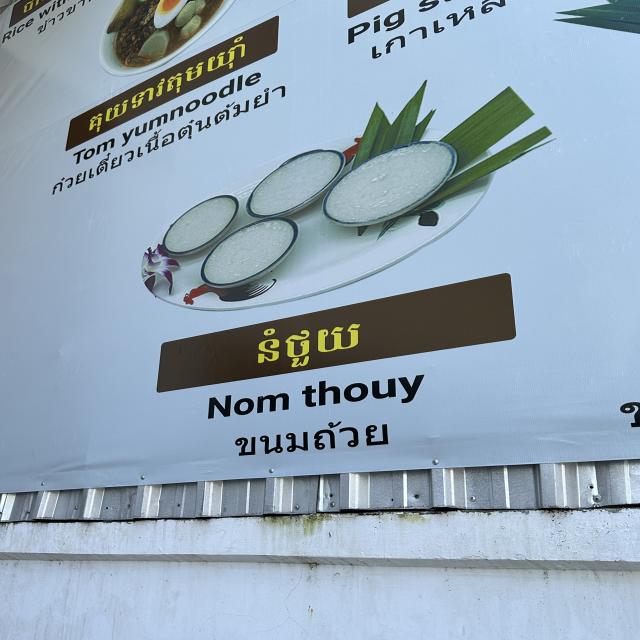 Rice with
គុយទាវតុមយ៉ាំ
Tom yumnoodle
ก๋วยเตี๋ยวเนื้อตุ๋นต้มยำ
Pig s
เกาเหล
នំថួយ
Nom thouy
ขนมถ้วย